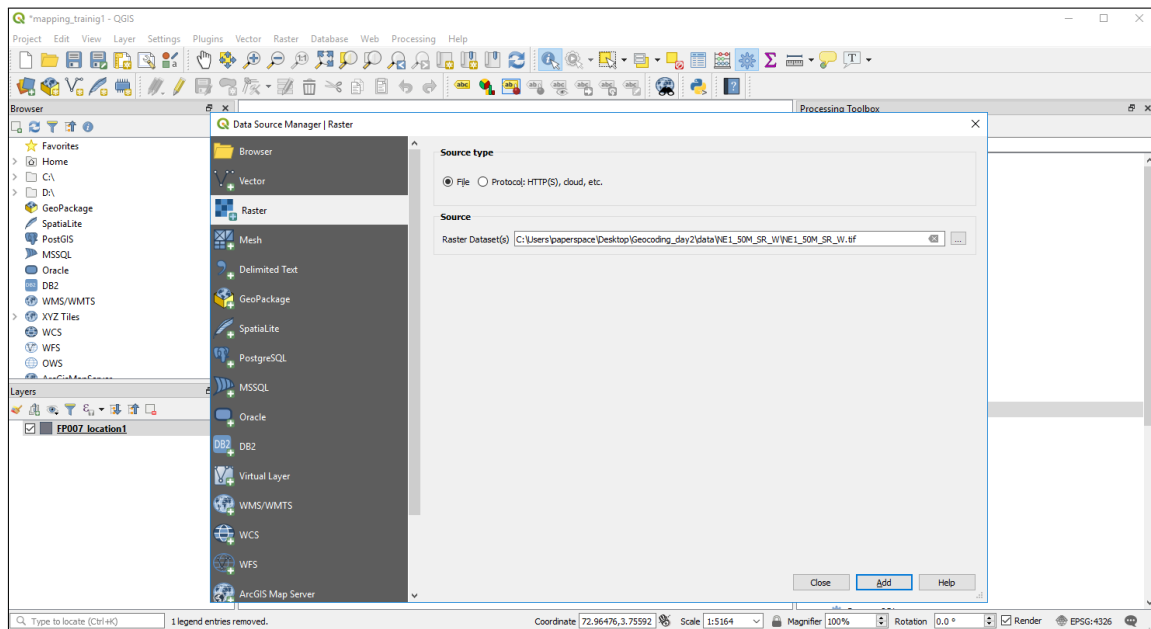 *mapping_trainig1 - QGIS
Project Edit View Layer Settings Plugins Vector Raster Database Web Processing Help
Browser
Favorites
Home
C:\
D:\
GeoPackage
SpatiaLite
PostGIS
MSSQL
Oracle
DB2
WMS/WMTS
XYZ Tiles
WCS
WFS
OWS
ArcGisMapServer
Layers
FP007_location1
Data Source Manager | Raster
Browser
Vector
Raster
Mesh
Delimited Text
GeoPackage
SpatiaLite
PostgreSQL
MSSQL
Oracle
DB2
Virtual Layer
WMS/WMTS
WCS
WFS
ArcGIS Map Server
Source type
File Protocol: HTTP(S), cloud, etc.
Source
Raster Dataset(s) C:\Users\paperspace\Desktop\Geocoding_day2\data\NE1_50M_SR_W\NE1_50M_SR_W.tif ...
Close Add Help
Processing Toolbox
Type to locate (Ctrl+K) 1 legend entries removed. Coordinate 72.96476,3.75592 Scale 1:5164 Magnifier 100% Rotation 0.0 ° Render EPSG:4326